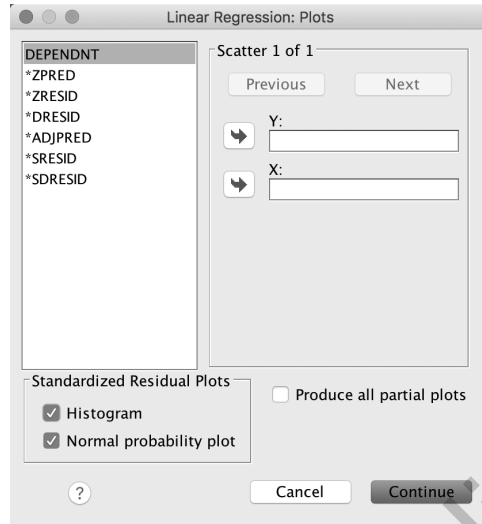 Linear Regression: Plots
DEPENDNT
*ZPRED
*ZRESID
*DRESID
*ADJPRED
*SRESID
*SDRESID
Scatter 1 of 1
Previous Next
Y:
X:
Standardized Residual Plots
Histogram
Normal probability plot
Produce all partial plots
? Cancel Continue